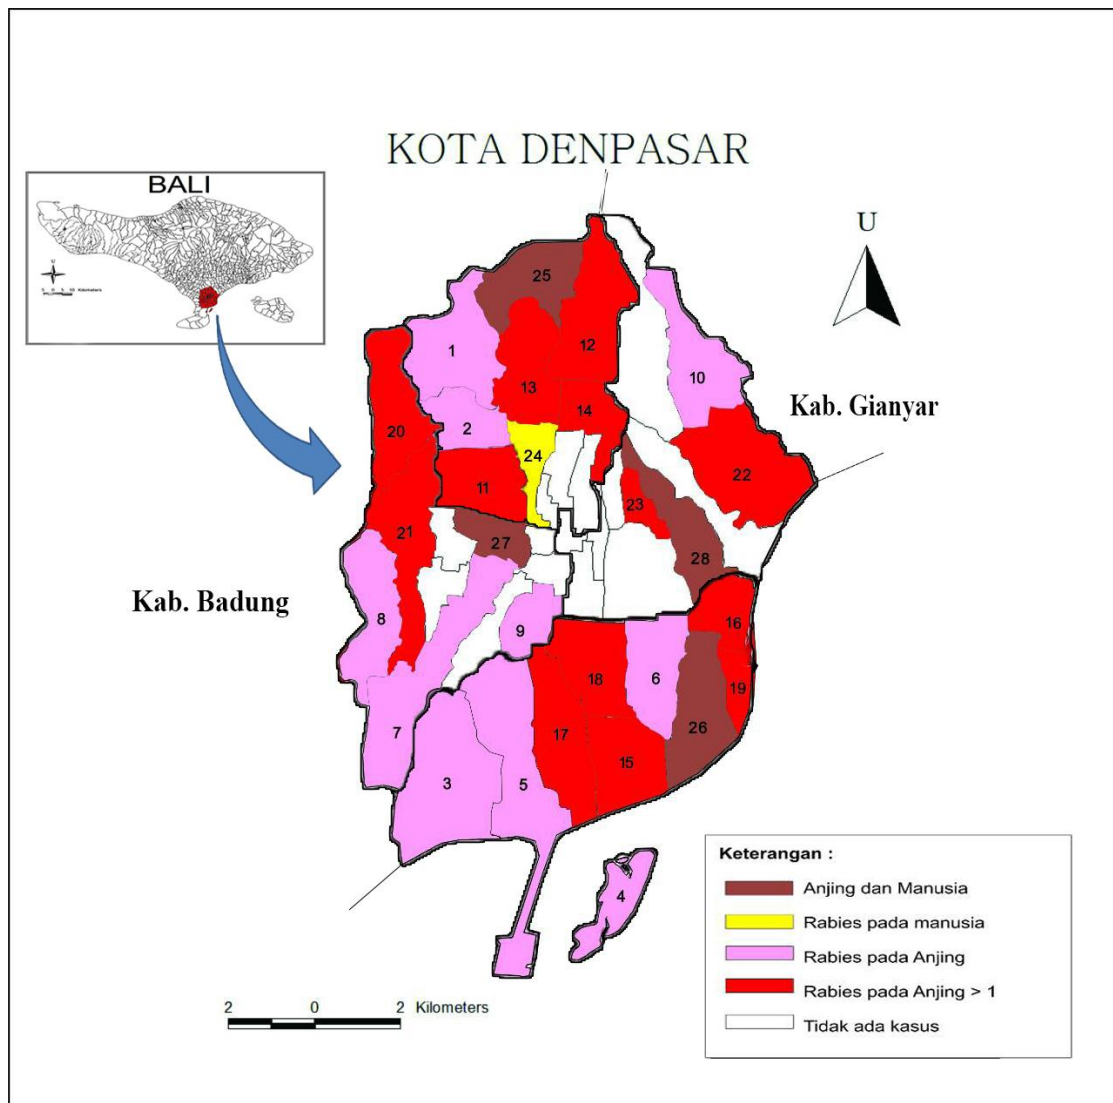 KOTA DENPASAR
BALI
U
Kilometers
U
25
12
1
13
10
14
2
20
24
11
22
23
21
27
28
8
9
16
18
6
19
26
7
17
15
3
5
4
Kab. Gianyar
Kab. Badung
Keterangan :
Anjing dan Manusia
Rabies pada manusia
Rabies pada Anjing
Rabies pada Anjing > 1
Tidak ada kasus
2 0 2 Kilometers